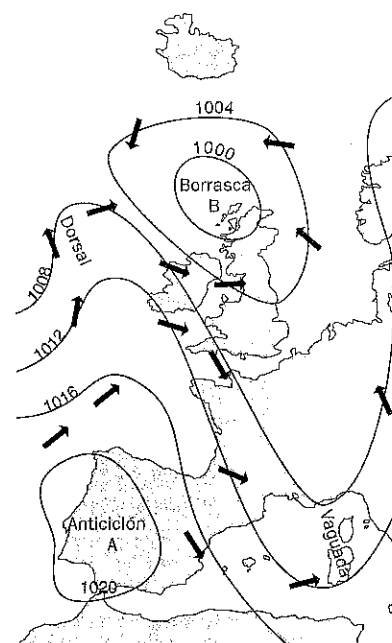 1004
1000
Borrasca
B
Dorsal
1008
1012
1016
Anticiclón
A
Vaguada
1020